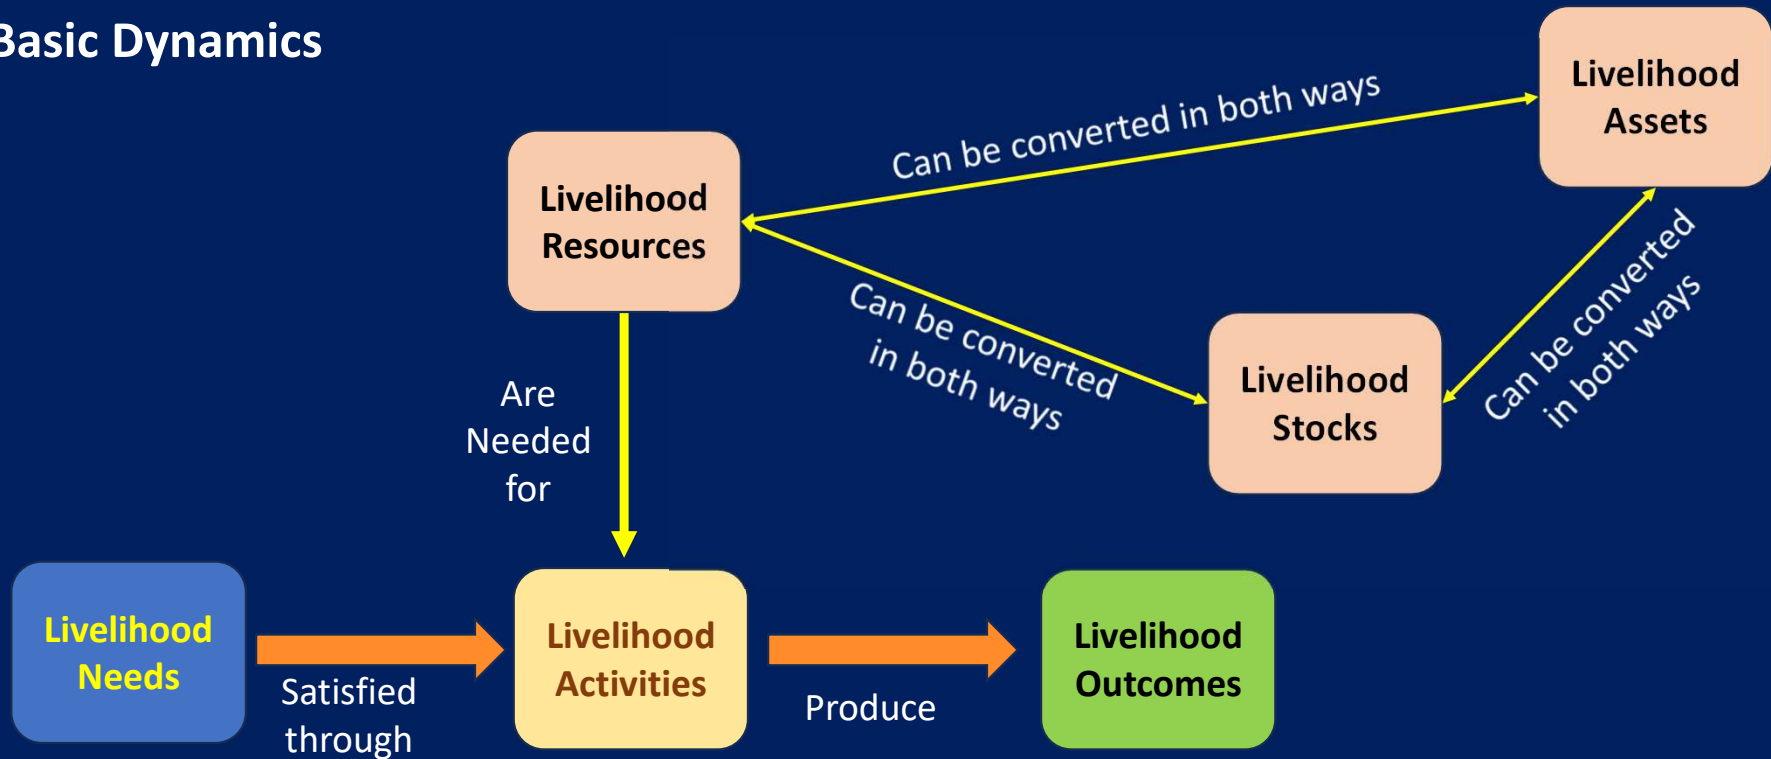 Basic Dynamics
Livelihood
Assets
Can be converted in both ways
Livelihood
Resources
Can be converted
in both ways
Can be converted
in both ways
Livelihood
Stocks
Are
Needed
for
Livelihood
Needs
Satisfied
through
Livelihood
Activities
Produce
Livelihood
Outcomes